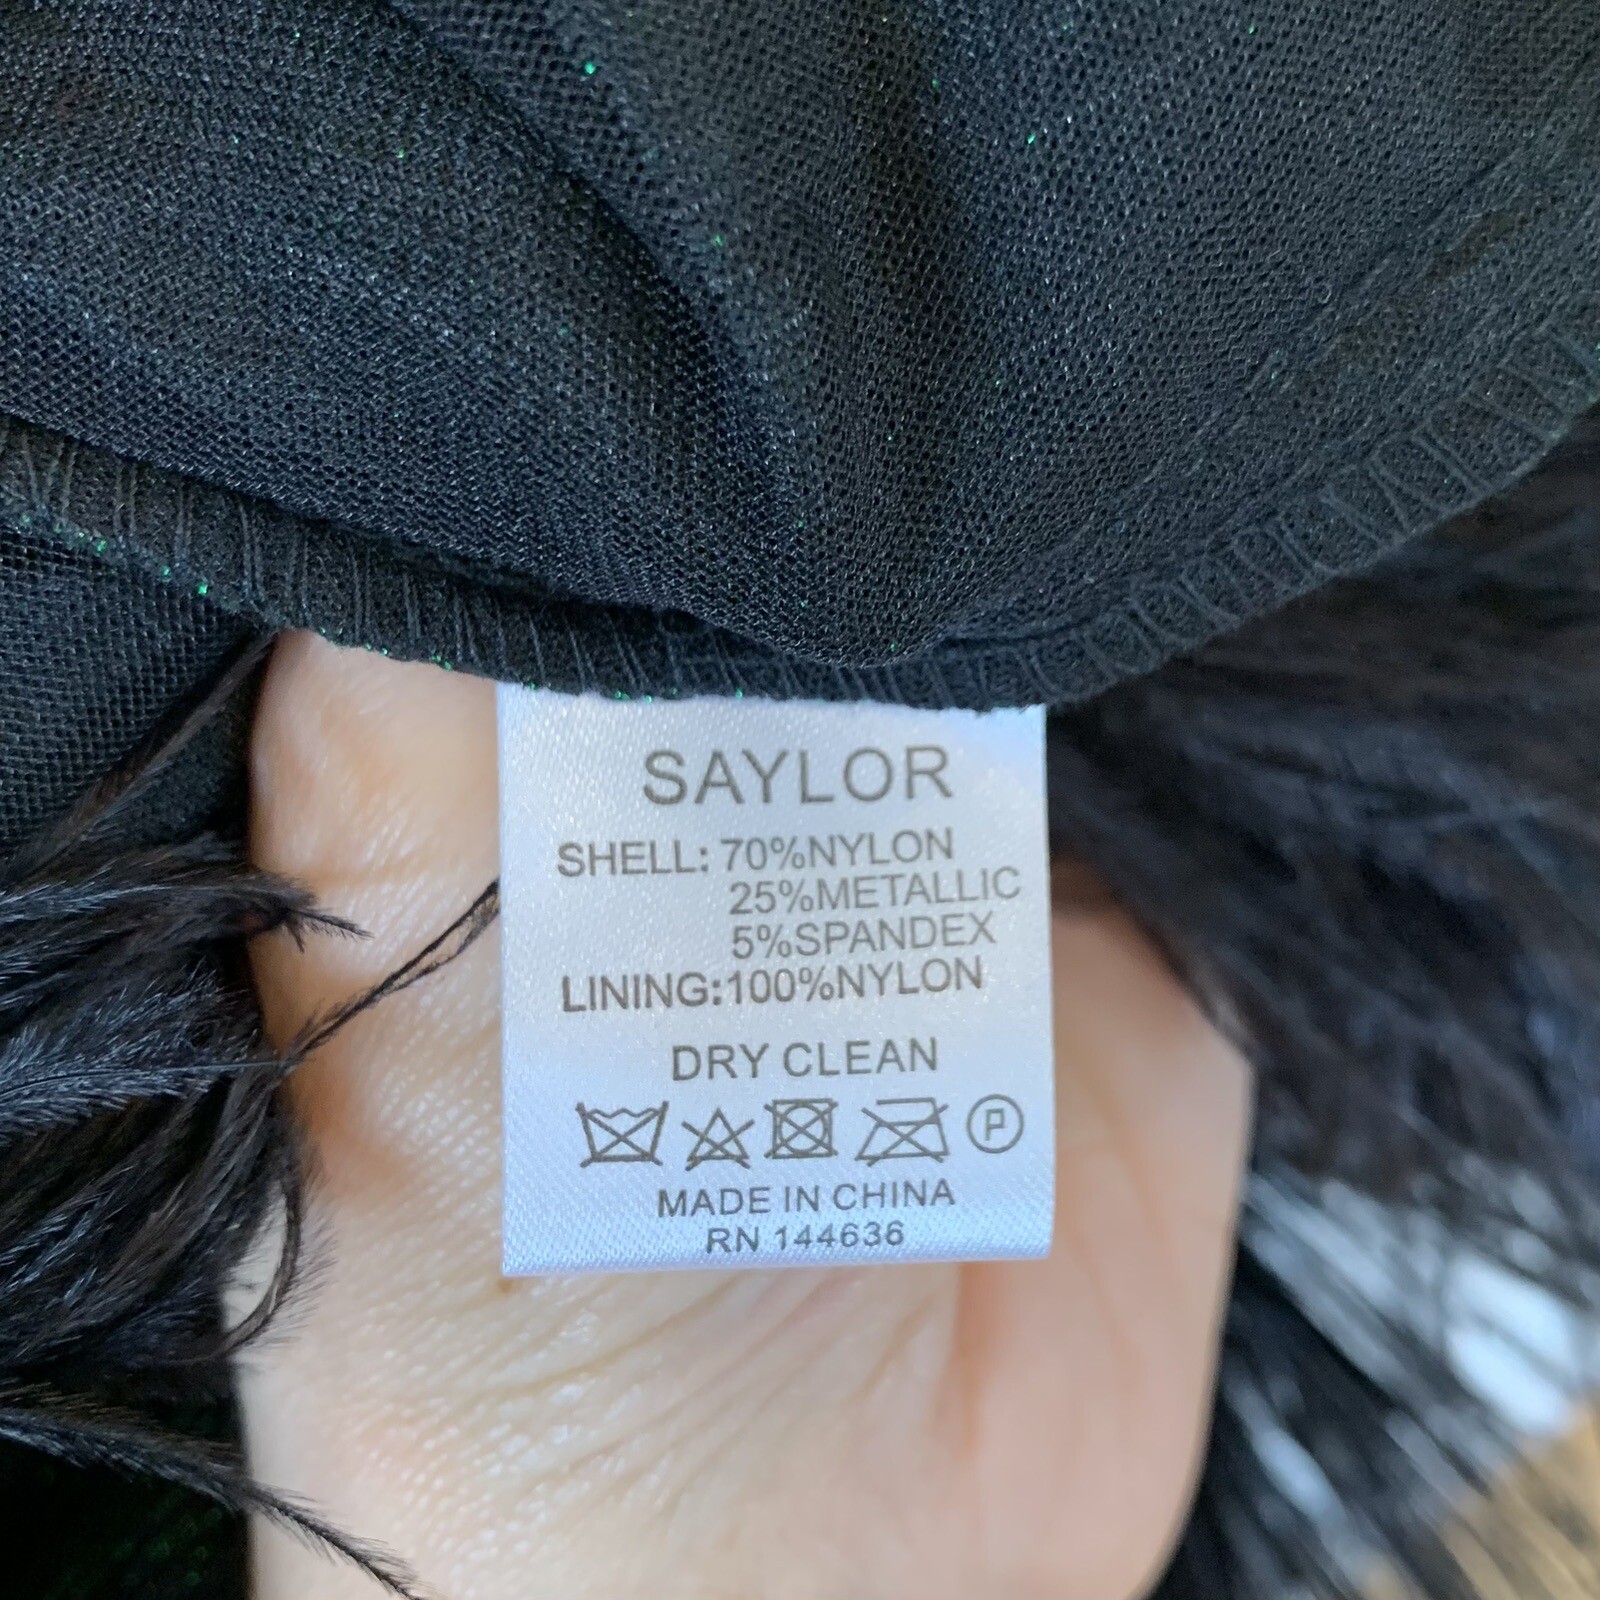 SAYLOR
SHELL: 70%NYLON
25%METALLIC
5%SPANDEX
LINING:100%NYLON
DRY CLEAN
P
MADE IN CHINA
RN 144636